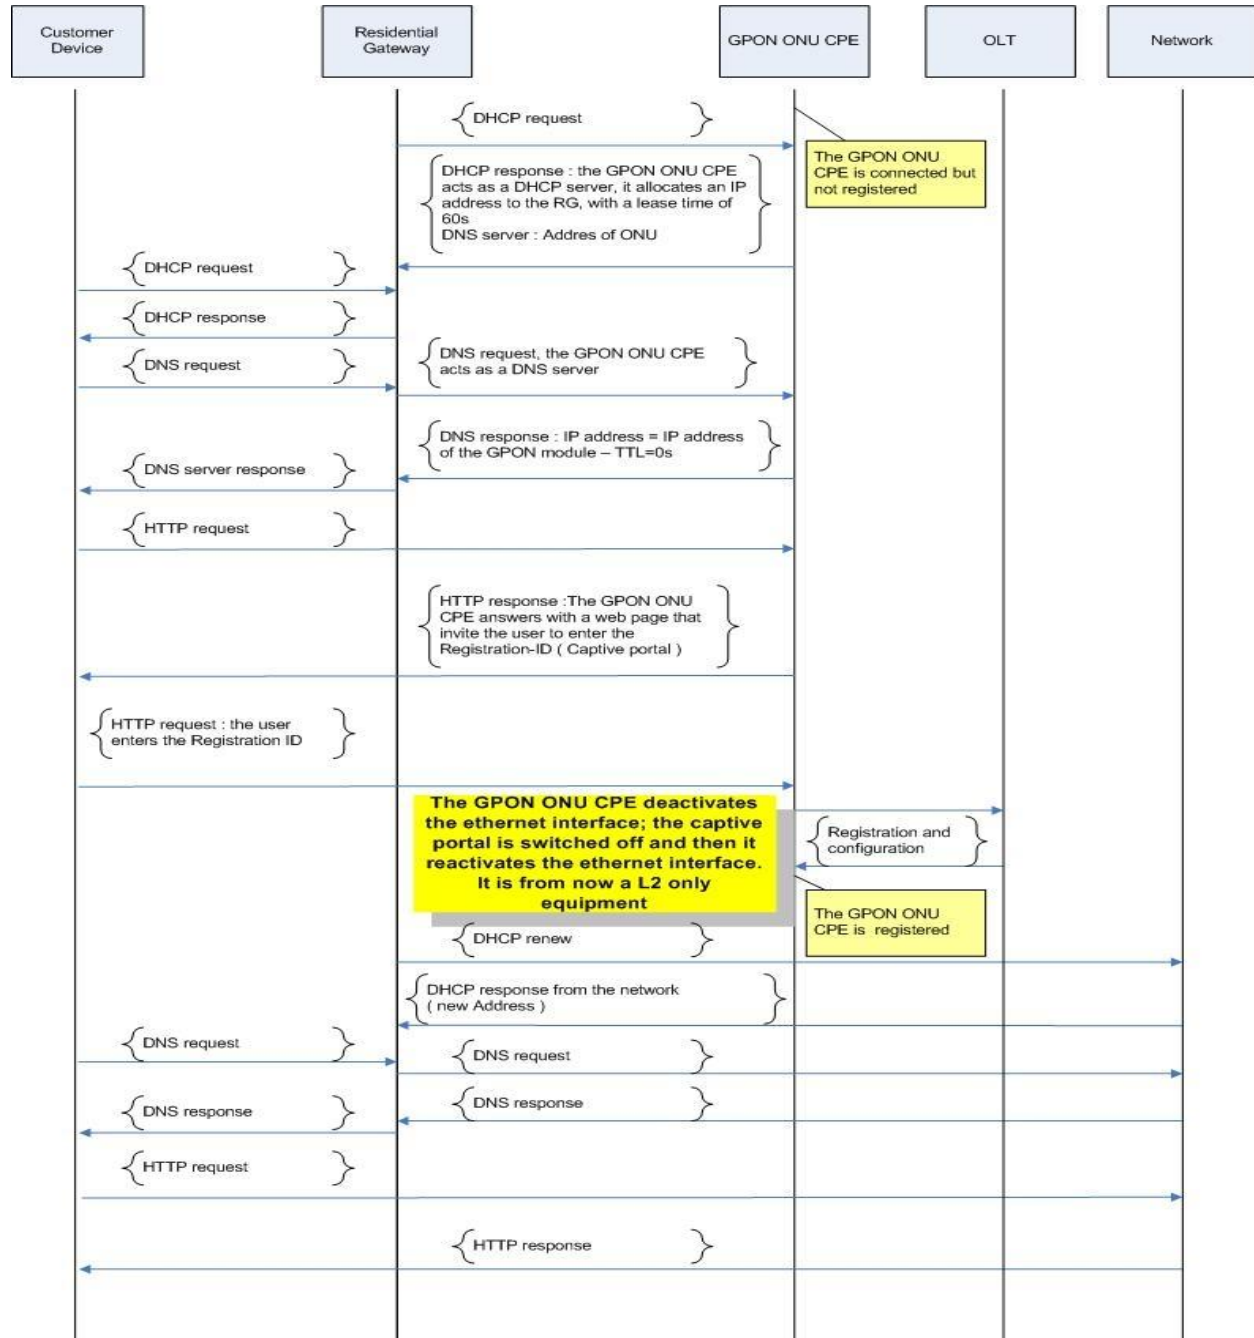 Customer
Device
Residential
Gateway
GPON ONU CPE
OLT
Network
DHCP request
The GPON ONU
CPE is connected but
not registered
DHCP response : the GPON ONU CPE
acts as a DHCP server, it allocates an IP
address to the RG, with a lease time of
60s
DNS server : Addres of ONU
DHCP request
DHCP response
DNS request
DNS request, the GPON ONU CPE
acts as a DNS server
DNS response : IP address = IP address
of the GPON module – TTL=0s
DNS server response
HTTP request
HTTP response :The GPON ONU
CPE answers with a web page that
invite the user to enter the
Registration-ID ( Captive portal )
HTTP request : the user
enters the Registration ID
The GPON ONU CPE deactivates
the ethernet interface; the captive
portal is switched off and then it
reactivates the ethernet interface.
It is from now a L2 only
equipment
Registration and
configuration
The GPON ONU
CPE is  registered
DHCP renew
DHCP response from the network
( new Address )
DNS request
DNS request
DNS response
DNS response
HTTP request
HTTP response